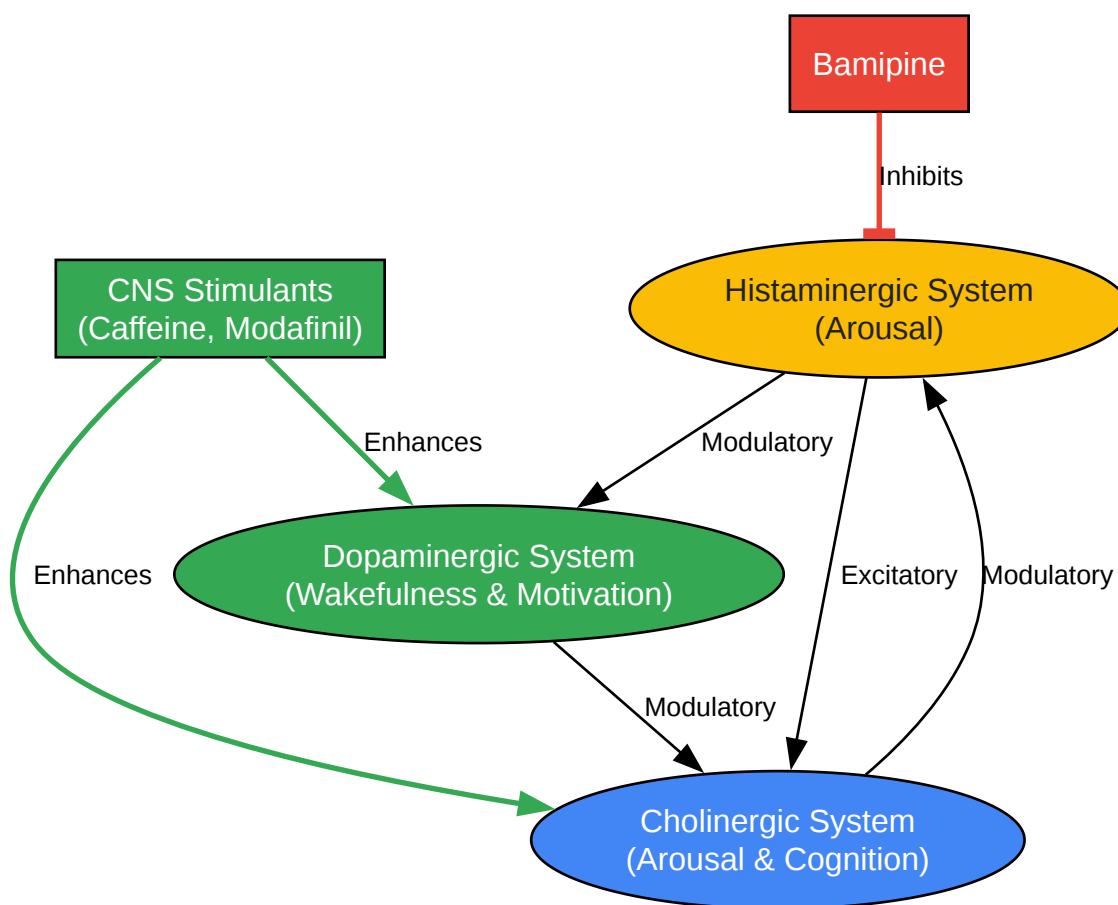 Bamipine
Inhibits
CNS Stimulants
(Caffeine, Modafinil)
Histaminergic System
(Arousal)
Enhances
Modulatory
Dopaminergic System
(Wakefulness & Motivation)
Enhances
Excitatory
Modulatory
Modulatory
Cholinergic System
(Arousal & Cognition)